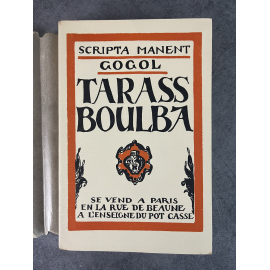 SCRIPTA MANENT
GOGOL
TARASS
BOULBA
SE VEND A PARIS
EN LA RUE DE BEAUNE
A L'ENSEIGNE DU POT CASSÉ